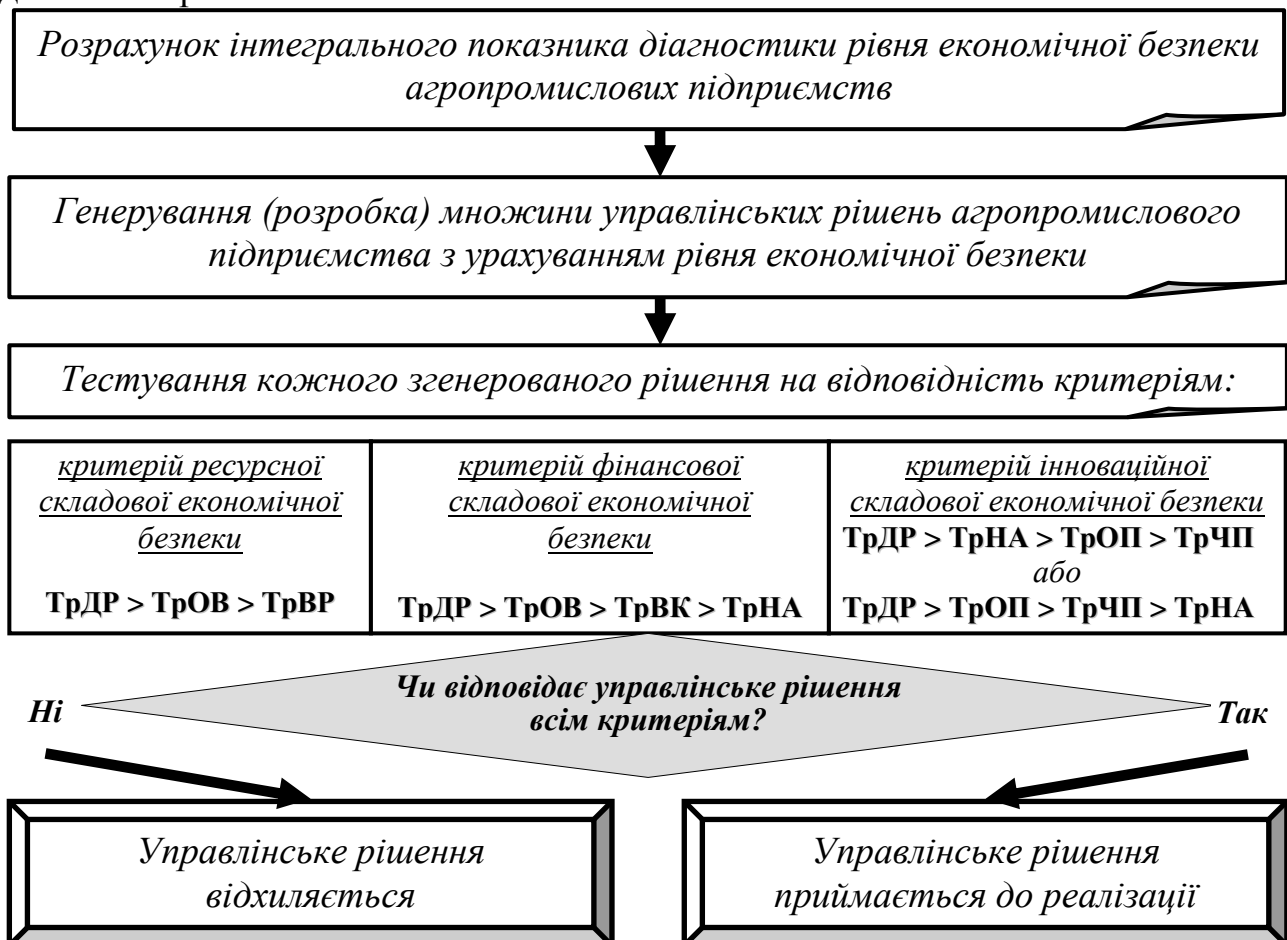 Розрахунок інтегрального показника діагностики рівня економічної безпеки
агропромислових підприємств
Генерування (розробка) множини управлінських рішень агропромислового
підприємства з урахуванням рівня економічної безпеки
Тестування кожного згенерованого рішення на відповідність критеріям:
критерій ресурсної
складової економічної
безпеки
ТрДР > ТрОВ > ТрВР
критерій фінансової
складової економічної
безпеки
ТрДР > ТрОВ > ТрВК > ТрНА
критерій інноваційної
складової економічної безпеки
ТрДР > ТрНА > ТрОП > ТрЧП
або
ТрДР > ТрОП > ТрЧП > ТрНА
Чи відповідає управлінське рішення
всім критеріям?
Ні
Так
Управлінське рішення
відхиляється
Управлінське рішення
приймається до реалізації